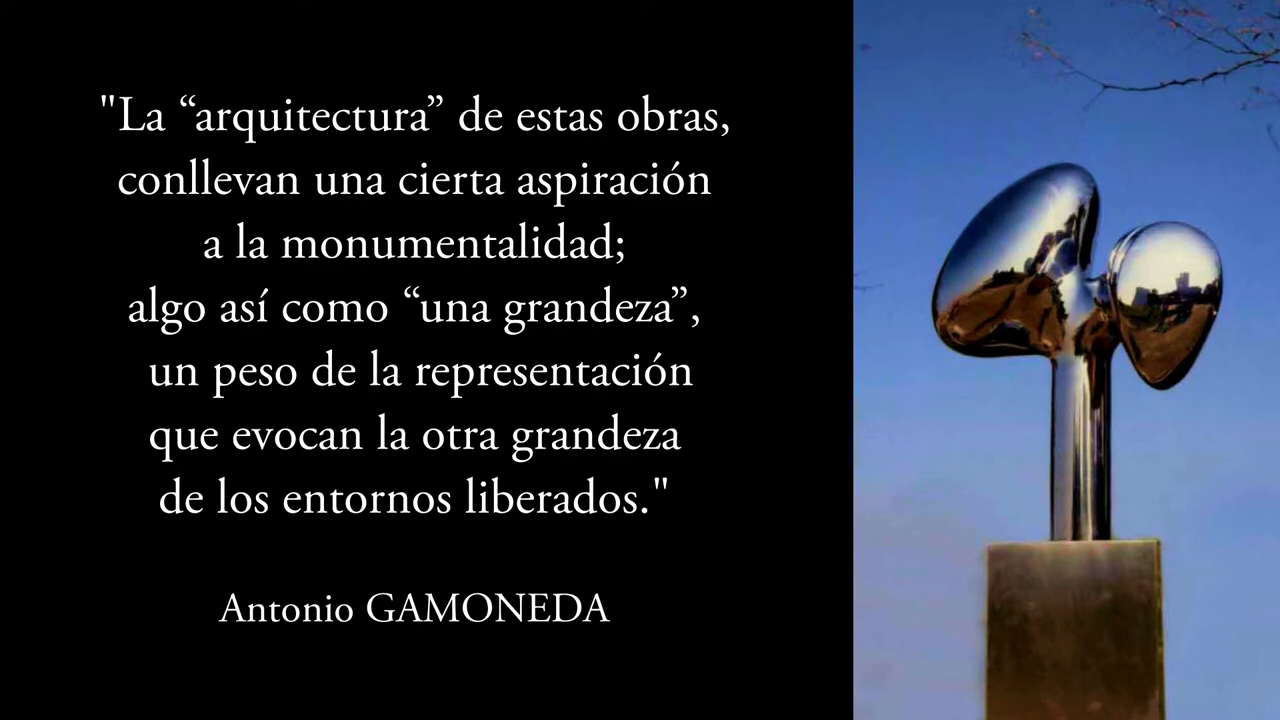 "La “arquitectura” de estas obras,
conllevan una cierta aspiración
a la monumentalidad;
algo así como “una grandeza”,
un peso de la representación
que evocan la otra grandeza
de los entornos liberados."
Antonio GAMONEDA